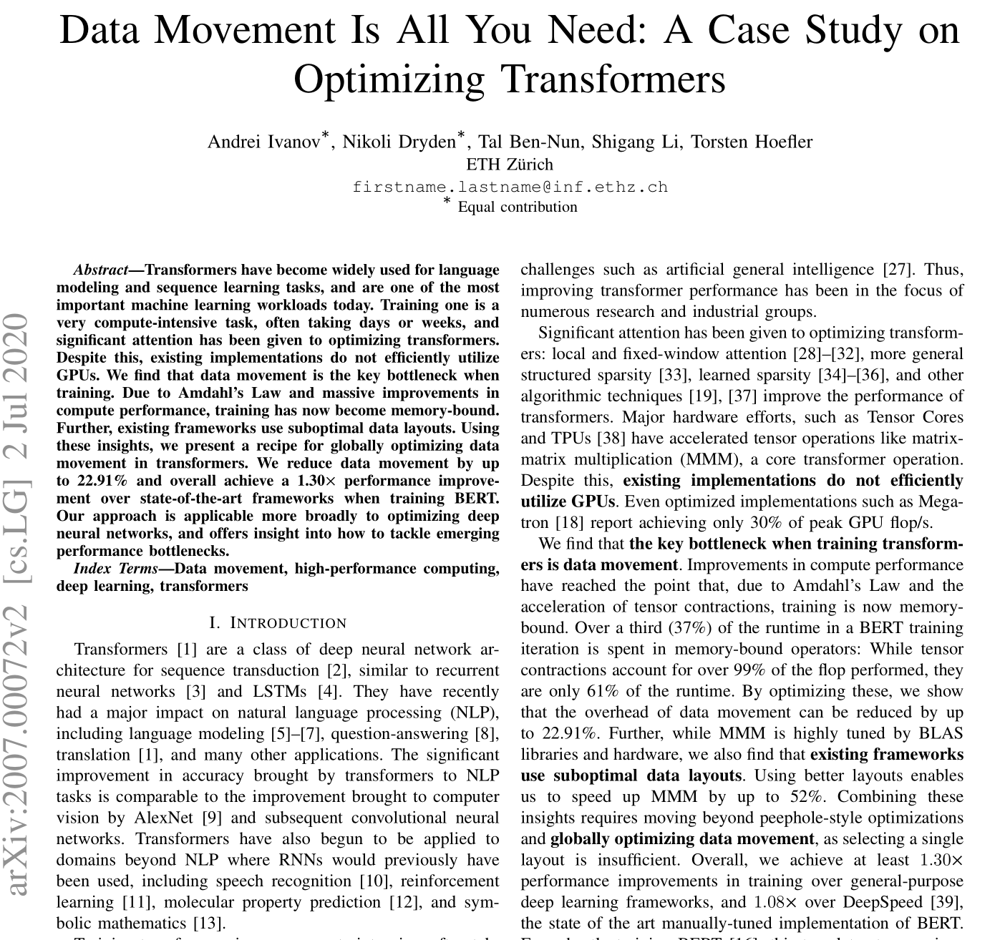 Data Movement Is All You Need: A Case Study on
Optimizing Transformers
Andrei Ivanov*, Nikoli Dryden*, Tal Ben-Nun, Shigang Li, Torsten Hoefler
ETH Zürich
firstname.lastname@inf.ethz.ch
* Equal contribution
arXiv:2007.00072v2 [cs.LG] 2 Jul 2020
Abstract—Transformers have become widely used for language
modeling and sequence learning tasks, and are one of the most
important machine learning workloads today. Training one is a
very compute-intensive task, often taking days or weeks, and
significant attention has been given to optimizing transformers.
Despite this, existing implementations do not efficiently utilize
GPUs. We find that data movement is the key bottleneck when
training. Due to Amdahl's Law and massive improvements in
compute performance, training has now become memory-bound.
Further, existing frameworks use suboptimal data layouts. Using
these insights, we present a recipe for globally optimizing data
movement in transformers. We reduce data movement by up
to 22.91% and overall achieve a 1.30× performance improve-
ment over state-of-the-art frameworks when training BERT.
Our approach is applicable more broadly to optimizing deep
neural networks, and offers insight into how to tackle emerging
performance bottlenecks.
Index Terms—Data movement, high-performance computing,
deep learning, transformers
I. INTRODUCTION
Transformers [1] are a class of deep neural network ar-
chitecture for sequence transduction [2], similar to recurrent
neural networks [3] and LSTMs [4]. They have recently
had a major impact on natural language processing (NLP),
including language modeling [5]–[7], question-answering [8],
translation [1], and many other applications. The significant
improvement in accuracy brought by transformers to NLP
tasks is comparable to the improvement brought to computer
vision by AlexNet [9] and subsequent convolutional neural
networks. Transformers have also begun to be applied to
domains beyond NLP where RNNs would previously have
been used, including speech recognition [10], reinforcement
learning [11], molecular property prediction [12], and sym-
bolic mathematics [13].
challenges such as artificial general intelligence [27]. Thus,
improving transformer performance has been in the focus of
numerous research and industrial groups.
Significant attention has been given to optimizing transform-
ers: local and fixed-window attention [28]–[32], more general
structured sparsity [33], learned sparsity [34]–[36], and other
algorithmic techniques [19], [37] improve the performance of
transformers. Major hardware efforts, such as Tensor Cores
and TPUs [38] have accelerated tensor operations like matrix-
matrix multiplication (MMM), a core transformer operation.
Despite this, existing implementations do not efficiently
utilize GPUs. Even optimized implementations such as Mega-
tron [18] report achieving only 30% of peak GPU flop/s.
We find that the key bottleneck when training transform-
ers is data movement. Improvements in compute performance
have reached the point that, due to Amdahl's Law and the
acceleration of tensor contractions, training is now memory-
bound. Over a third (37%) of the runtime in a BERT training
iteration is spent in memory-bound operators: While tensor
contractions account for over 99% of the flop performed, they
are only 61% of the runtime. By optimizing these, we show
that the overhead of data movement can be reduced by up
to 22.91%. Further, while MMM is highly tuned by BLAS
libraries and hardware, we also find that existing frameworks
use suboptimal data layouts. Using better layouts enables
us to speed up MMM by up to 52%. Combining these
insights requires moving beyond peephole-style optimizations
and globally optimizing data movement, as selecting a single
layout is insufficient. Overall, we achieve at least 1.30×
performance improvements in training over general-purpose
deep learning frameworks, and 1.08× over DeepSpeed [39],
the state of the art manually-tuned implementation of BERT.